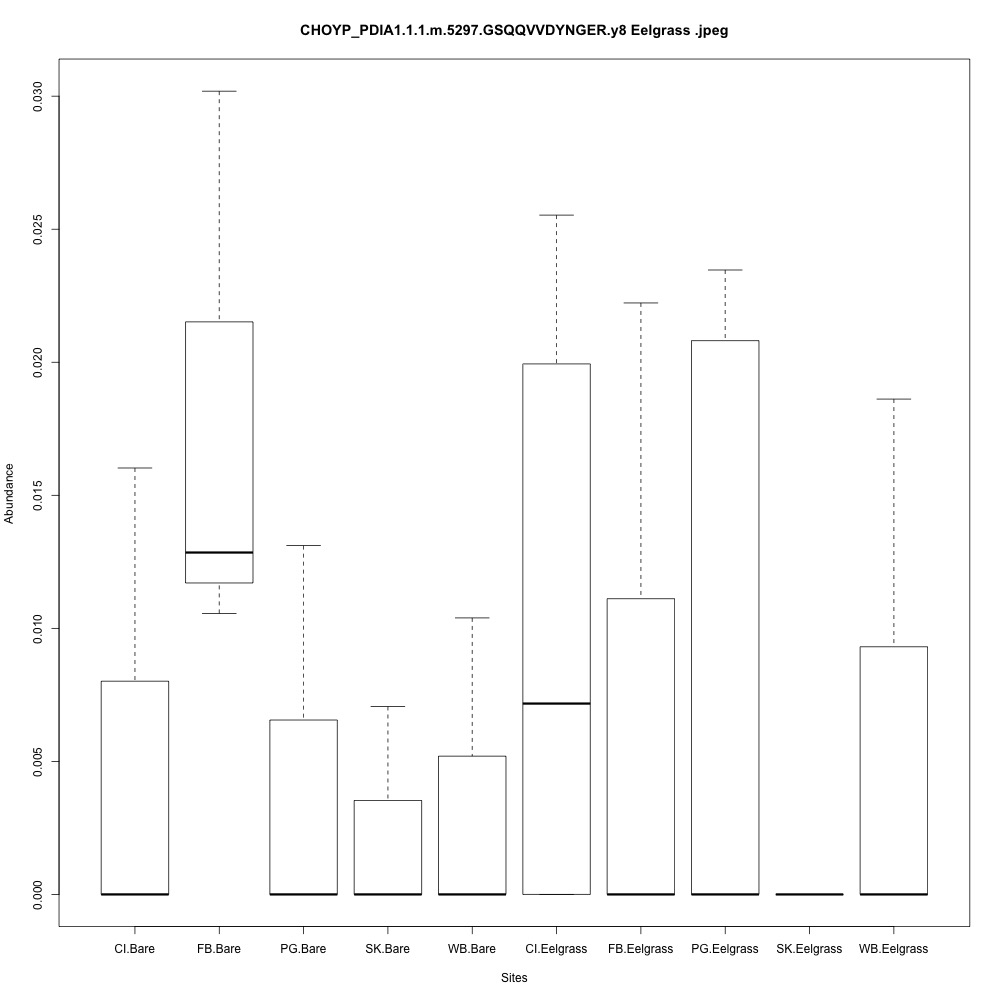 CHOYP_PDIA1.1.1.m.5297.GSQQVVDYNGER.y8 Eelgrass .jpeg
0.030
0.025
0.020
0.015
0.010
0.005
0.000
Abundance
CI.Bare FB.Bare PG.Bare SK.Bare WB.Bare CI.Eelgrass FB.Eelgrass PG.Eelgrass SK.Eelgrass WB.Eelgrass
Sites